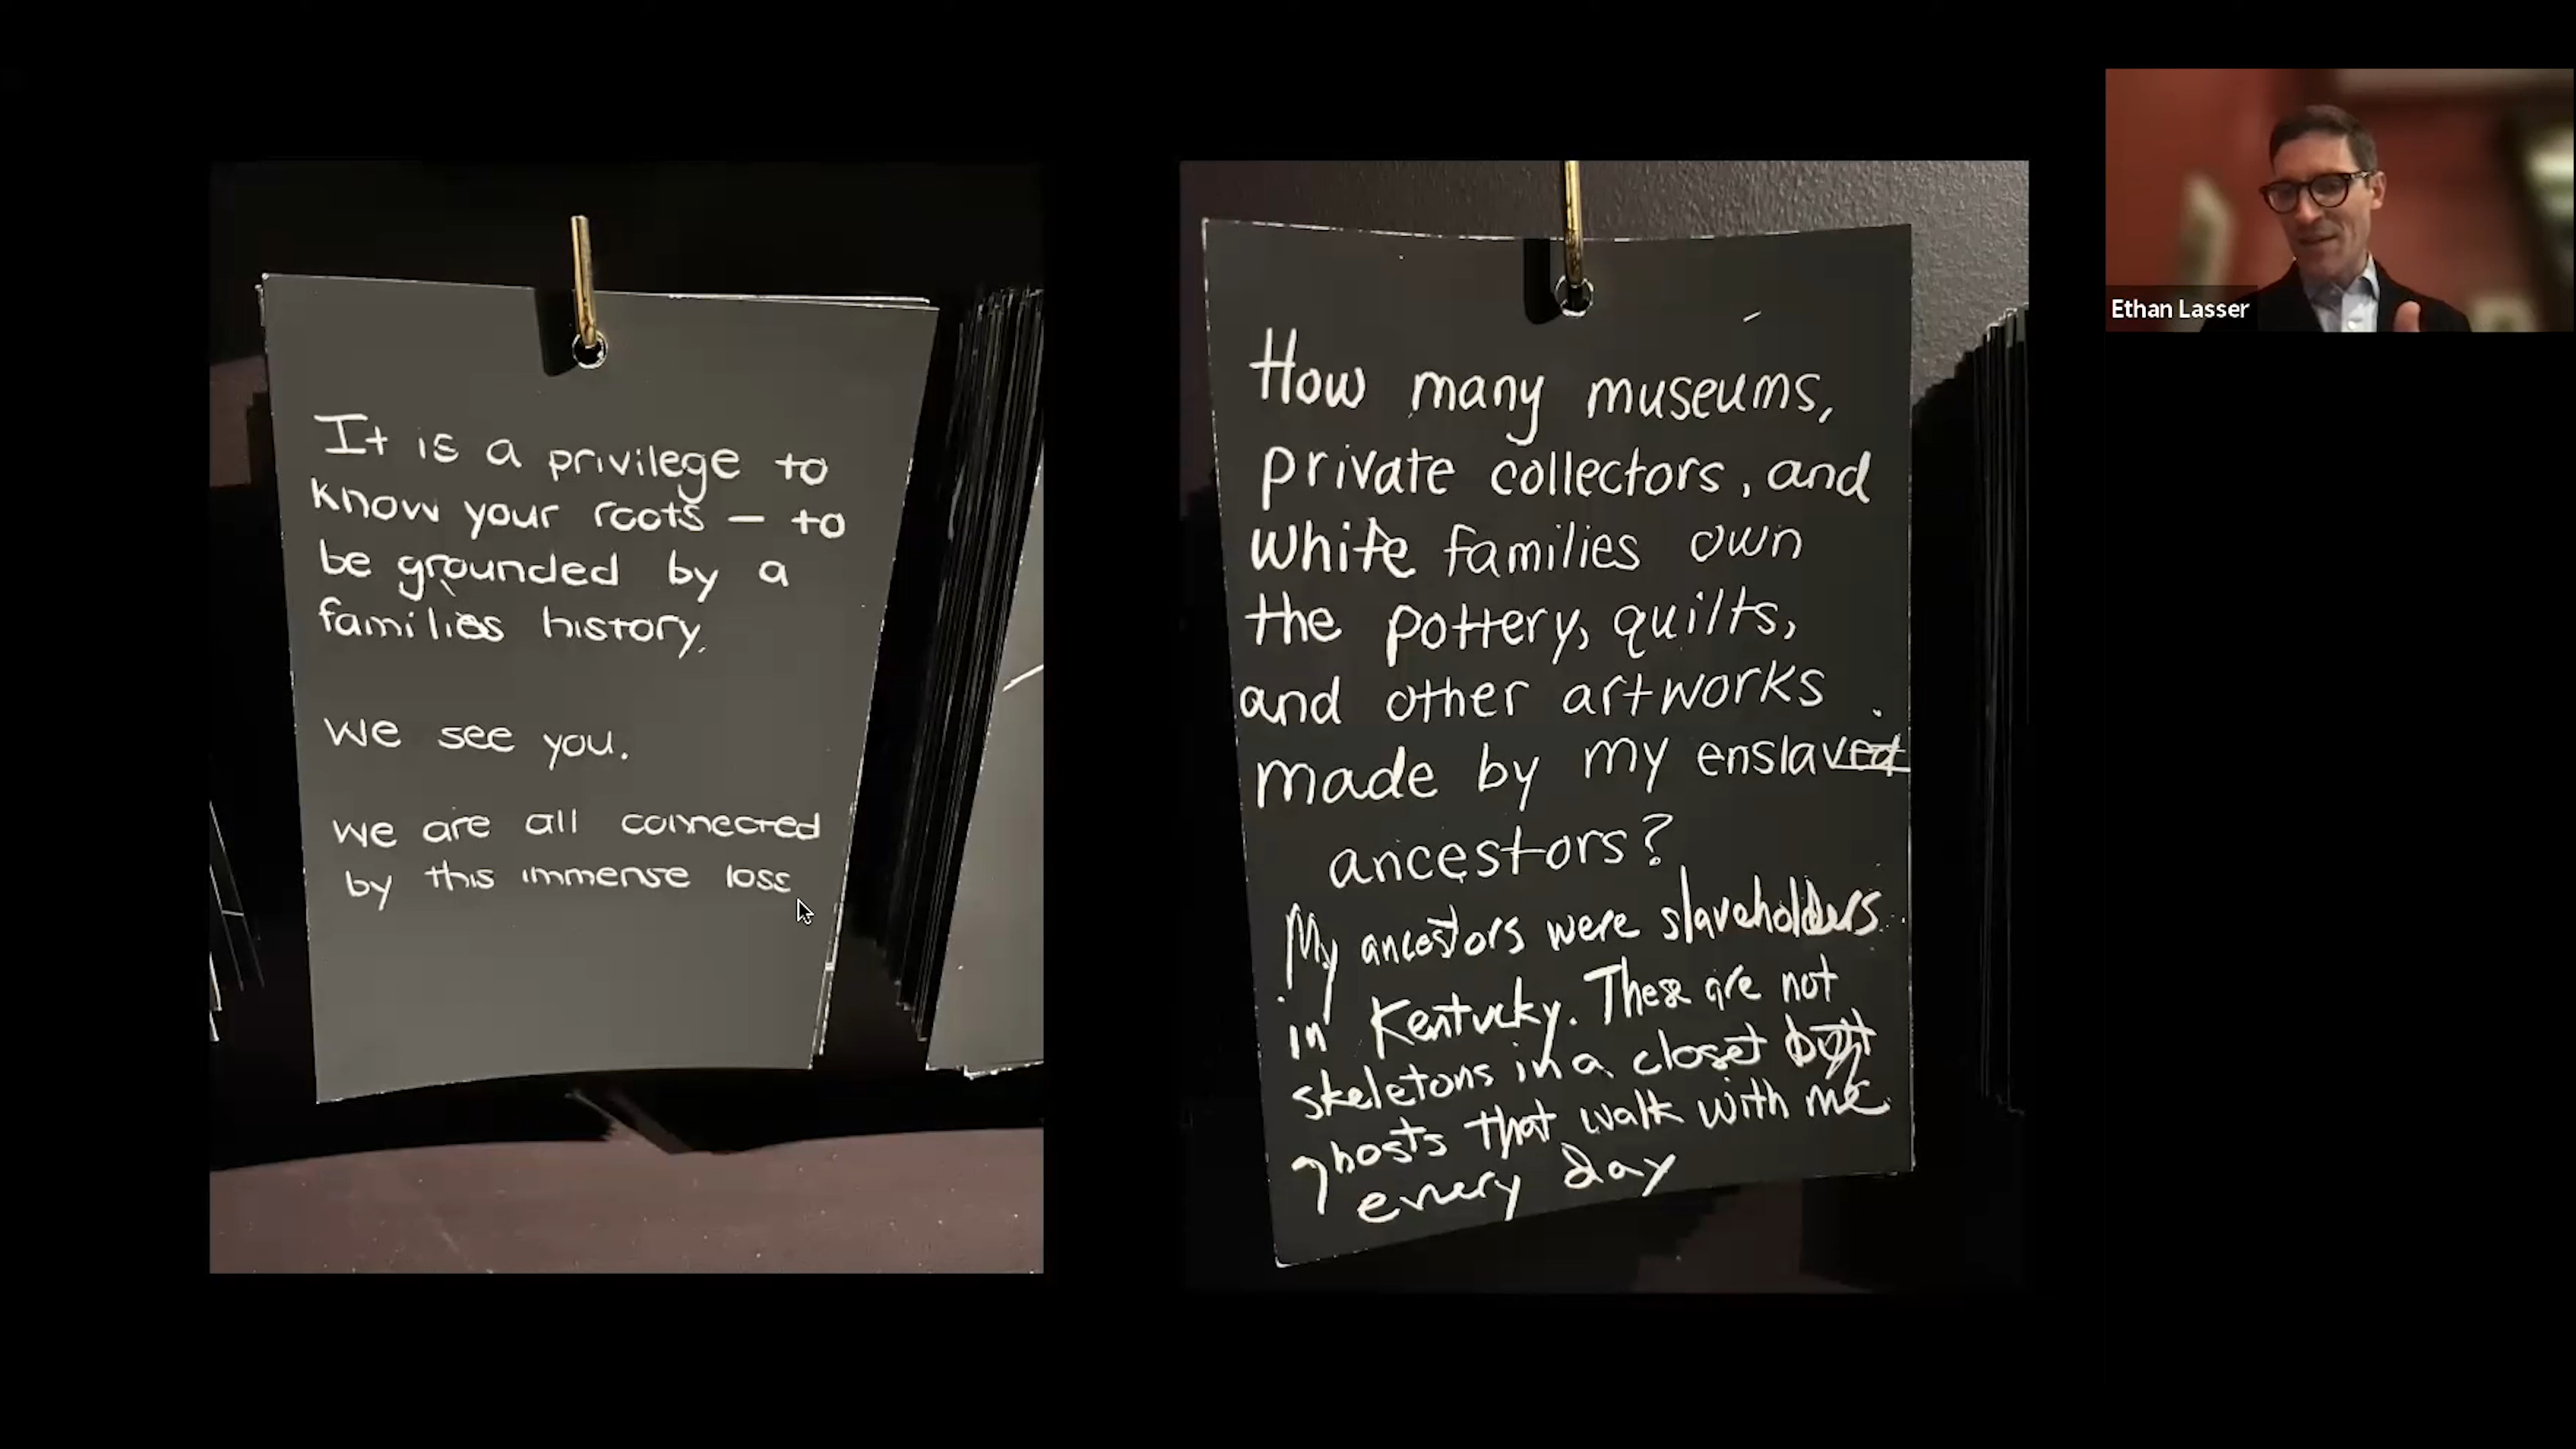 It is a privilege to
know your roots – to
be grounded by a
families history.
we see you.
we are all connected
by this immense loss
How many museums,
private collectors, and
white families own
the pottery, quilts,
and other artworks
made by my enslaved
ancestors?
My ancestors were slaveholders
in Kentucky. These are not
skeletons in a closet but
ghosts that walk with me
every day
Ethan Lasser